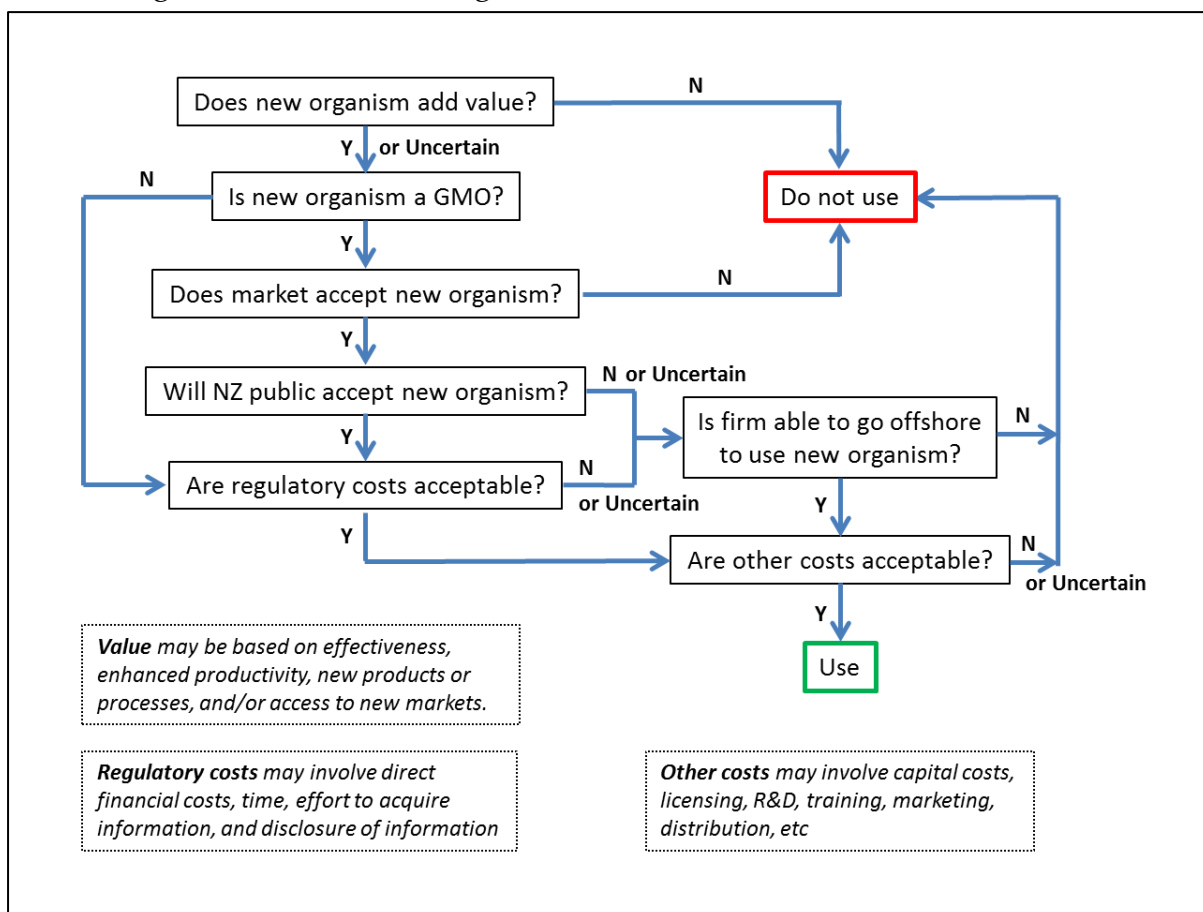 Does new organism add value?
N
Y or Uncertain
N
Is new organism a GMO?
Do not use
Y
Does market accept new organism?
N
Y
Will NZ public accept new organism?
N or Uncertain
Is firm able to go offshore
to use new organism?
N
Y
Are regulatory costs acceptable?
N
or Uncertain
Y
Y
Are other costs acceptable?
N
or Uncertain
Y
Use
Value may be based on effectiveness,
enhanced productivity, new products or
processes, and/or access to new markets.
Regulatory costs may involve direct
financial costs, time, effort to acquire
information, and disclosure of information
Other costs may involve capital costs,
licensing, R&D, training, marketing,
distribution, etc